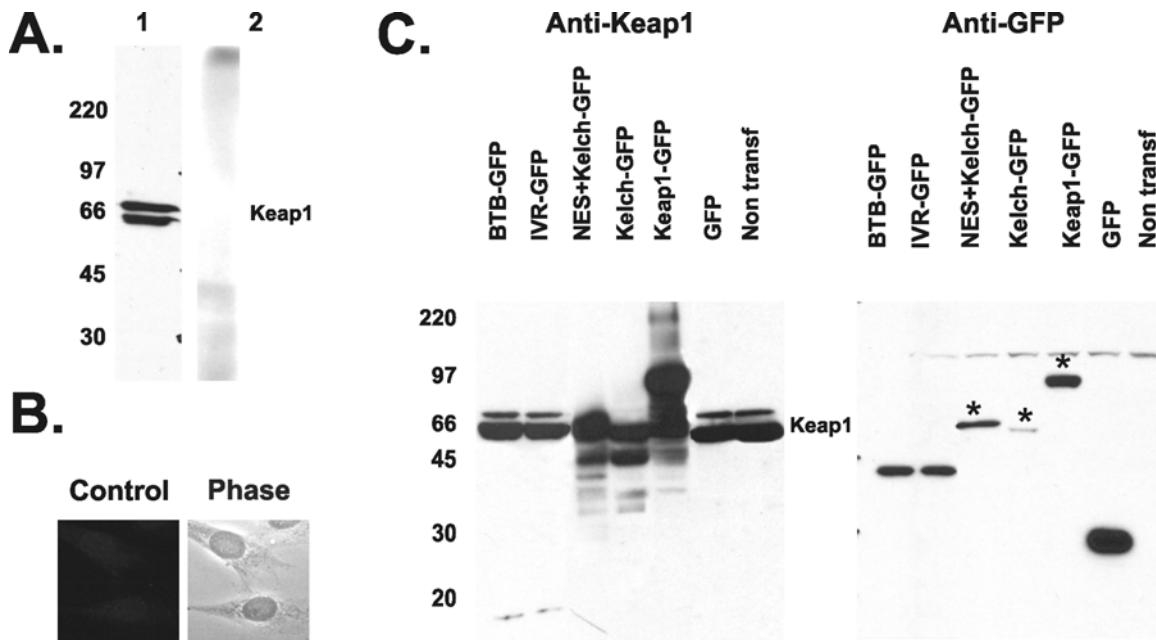 A.
1 2
220
97
66
45
30
Keap1
B.
Control Phase
C.
Anti-Keap1 Anti-GFP
BTB-GFP
IVR-GFP
NES+Kelch-GFP
Kelch-GFP
Keap1-GFP
GFP
Non transf
BTB-GFP
IVR-GFP
NES+Kelch-GFP
Kelch-GFP
Keap1-GFP
GFP
Non transf
220
97
66
45
30
20
Keap1
*
*
*